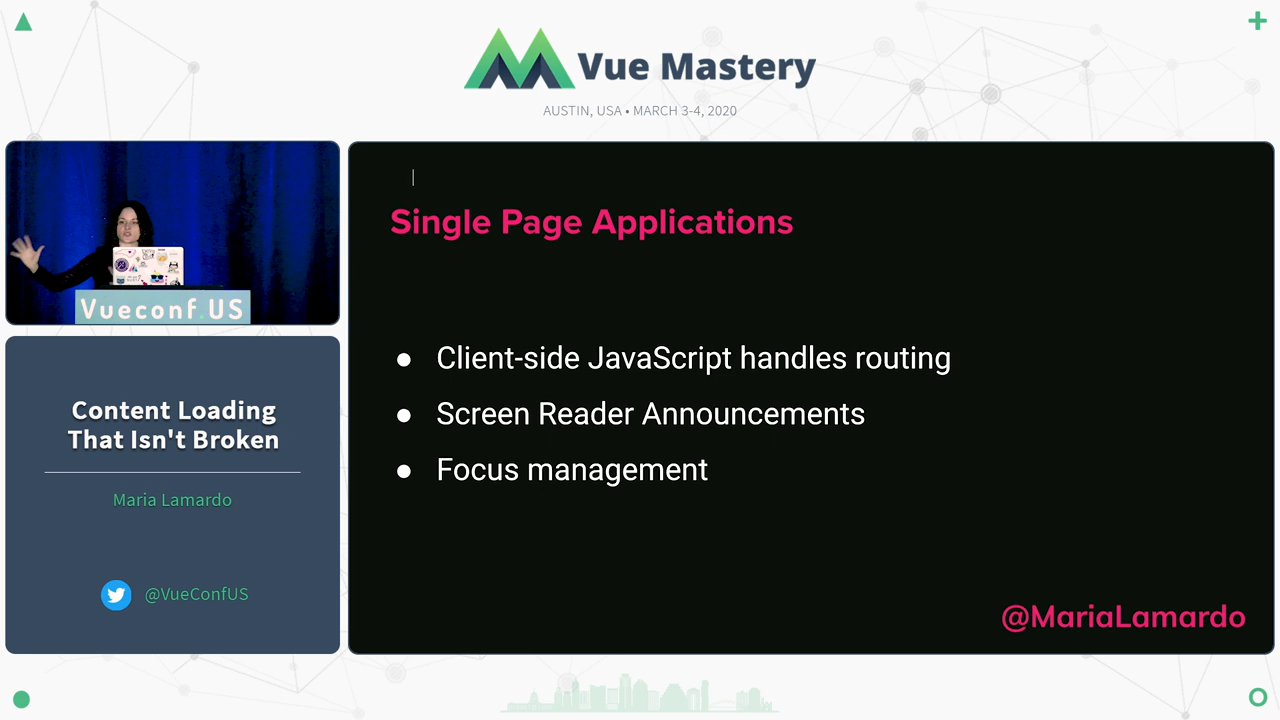 Vue Mastery
AUSTIN, USA • MARCH 3-4, 2020
Vueconf.US
Content Loading
That Isn't Broken
Maria Lamardo
@VueConfUS
Single Page Applications
● Client-side JavaScript handles routing
● Screen Reader Announcements
● Focus management
@MariaLamardo